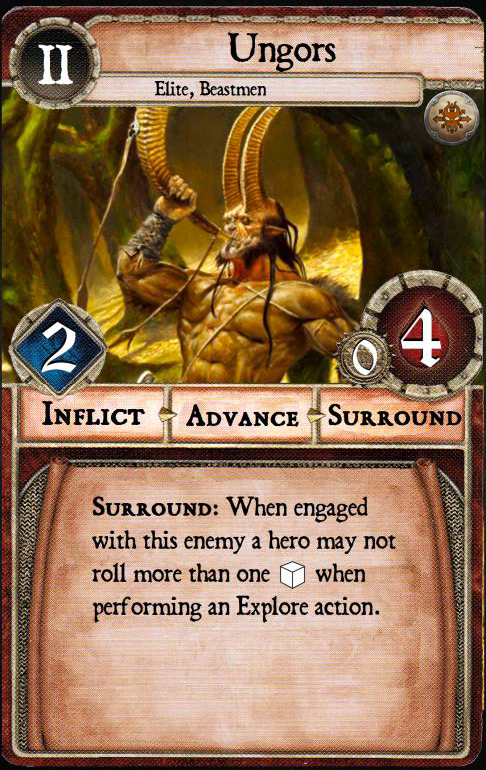 II
Ungors
Elite, Beastmen
2
0
4
INFLICT ADVANCE SURROUND
SURROUND: When engaged
with this enemy a hero may not
roll more than one when
performing an Explore action.